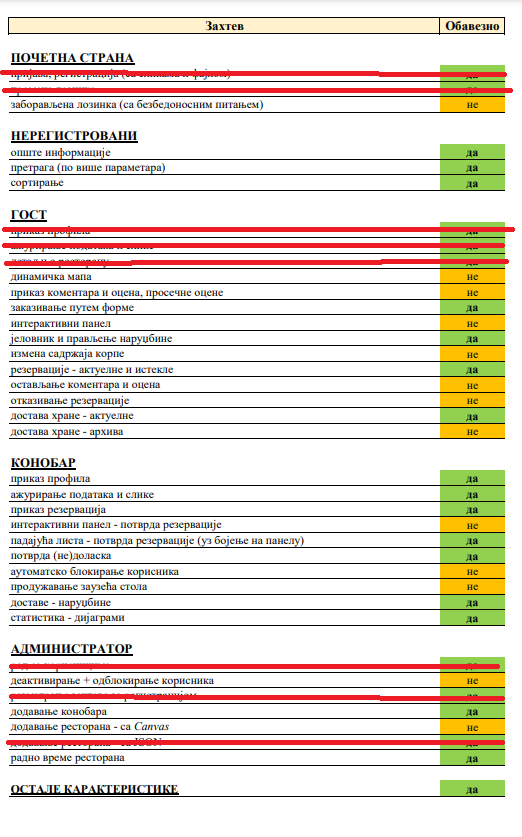 Захтев Обавезно
ПОЧЕТНА СТРАНА
пријава, регистрација (са сликама и фајлом) да
да
заборављена лозинка (са безбедоносним питањем) не
НЕРЕГИСТРОВАНИ
опште информације да
претрага (по више параметара) да
сортирање да
ГОСТ
приказ профила да
ажурирање података и слике да
ресторану да
динамичка мапа не
приказ коментара и оцена, просечне оцене не
заказивање путем форме да
интерактивни панел не
јеловник и прављење наруџбине да
измена садржаја корпе не
резервације - актуелне и истекле да
остављање коментара и оцена не
отказивање резервације не
достава хране - актуелне да
достава хране - архива не
КОНОБАР
приказ профила да
ажурирање података и слике да
приказ резервација да
интерактивни панел - потврда резервације не
падајућа листа - потврда резервације (уз бојење на панелу) да
потврда (не)доласка да
аутоматско блокирање корисника не
продужавање заузећа стола не
доставе - наруџбине да
статистика - дијаграми да
АДМИНИСТРАТОР
да
деактивирање + одблокирање корисника не
регистрацијом да
додавање конобара да
додавање ресторана - са Canvas не
додавање ресторана - са JSON да
радно време ресторана да
ОСТАЛЕ КАРАКТЕРИСТИКЕ да